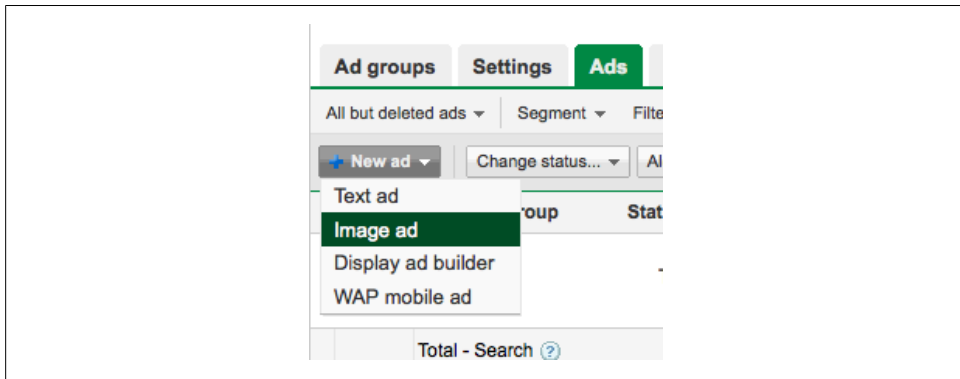 Ad groups Settings Ads
All but deleted ads Segment
New ad Change status...
Text ad
Image ad
Display ad builder
WAP mobile ad
Total - Search